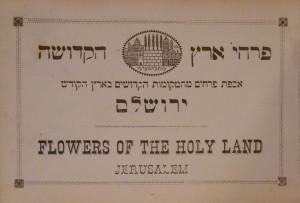 פרחי ארץ הקדושה
אספת פרחים מהמקומות הקדושים בארץ הקדש
ירושלם
FLOWERS OF THE HOLY LAND
JERUSALEM